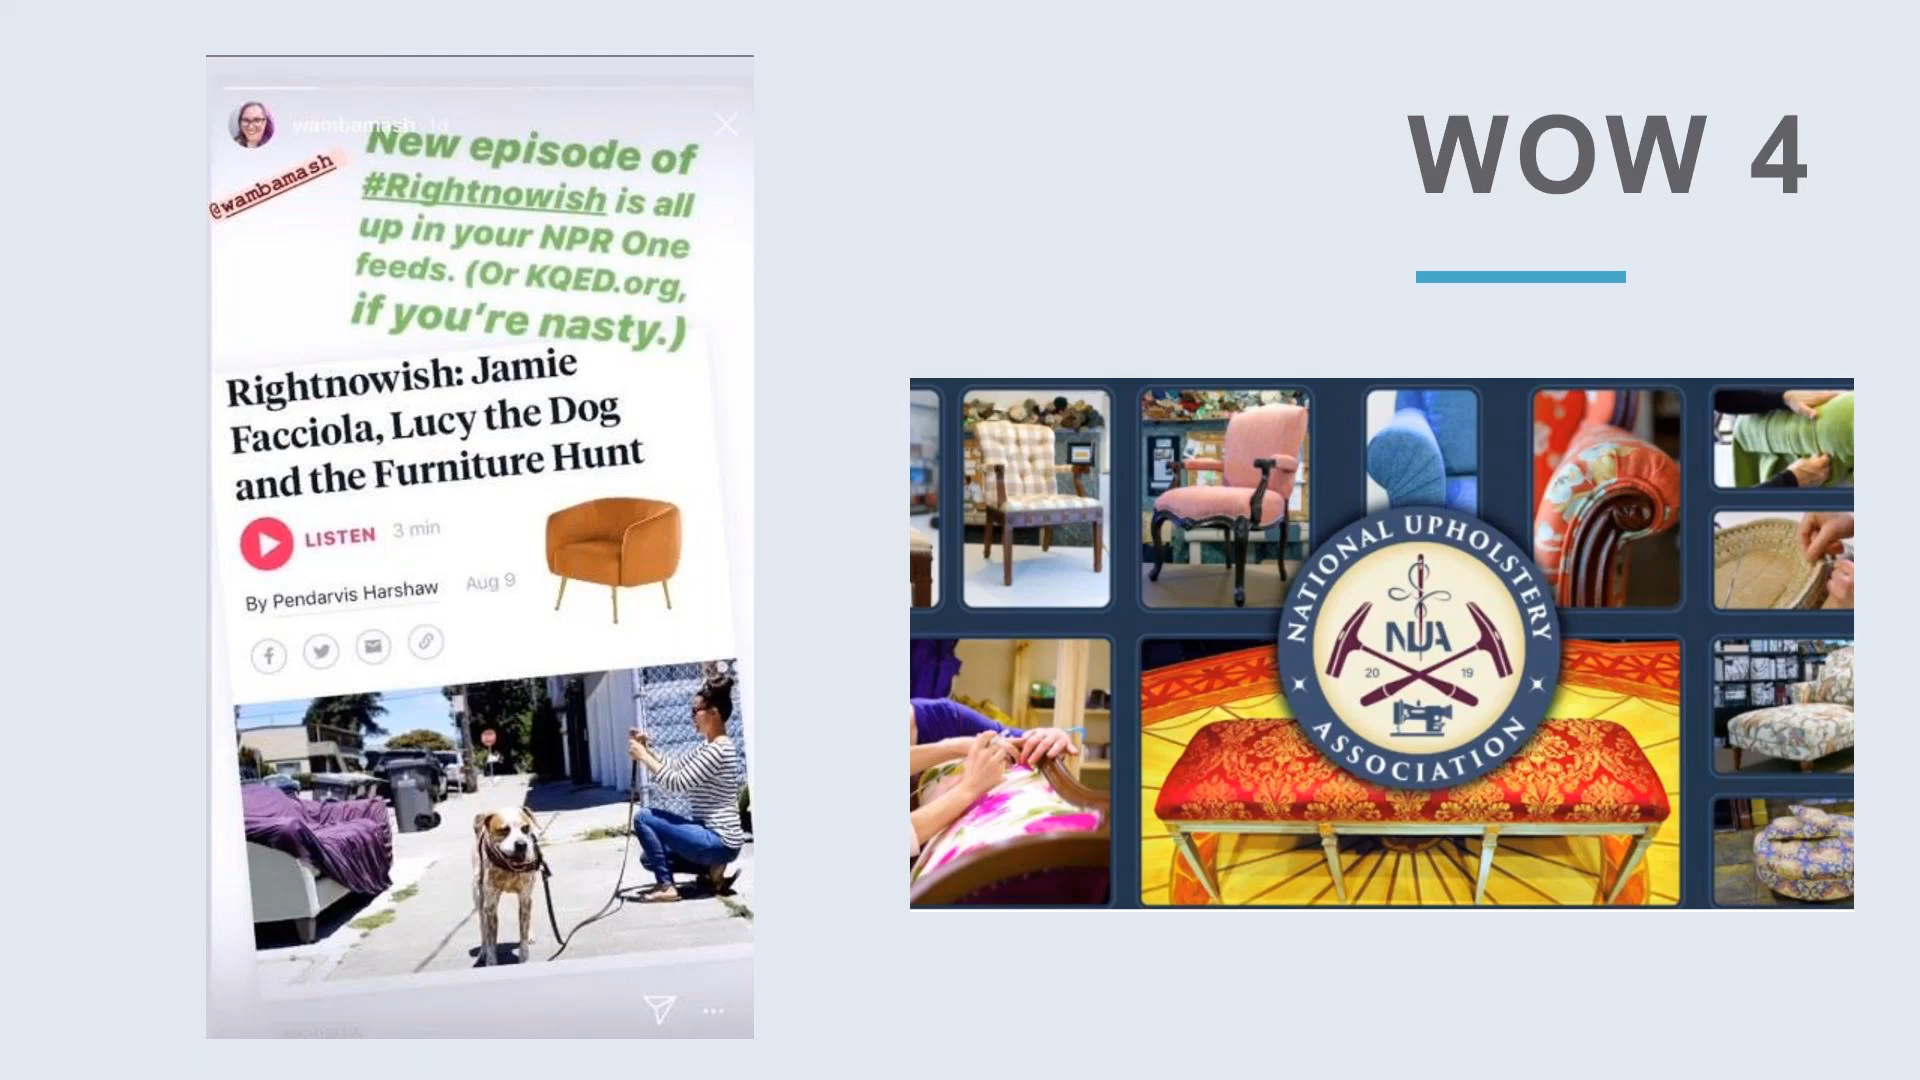 wambamash 1d
@wambamash
New episode of
#Rightnowish is all
up in your NPR One
feeds. (Or KQED.org,
if you're nasty.)
Rightnowish: Jamie
Facciola, Lucy the Dog
and the Furniture Hunt
LISTEN 3 min
By Pendarvis Harshaw Aug 9
WOW 4
NATIONAL UPHOLSTERY
NUA
20 19
ASSOCIATION